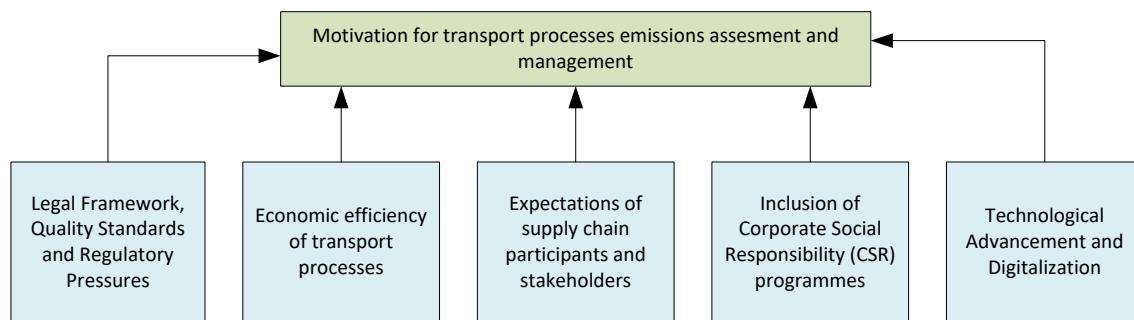 Motivation for transport processes emissions assesment and
management
Legal Framework,
Quality Standards
and Regulatory
Pressures
Economic efficiency
of transport
processes
Expectations of
supply chain
participants and
stakeholders
Inclusion of
Corporate Social
Responsibility (CSR)
programmes
Technological
Advancement and
Digitalization